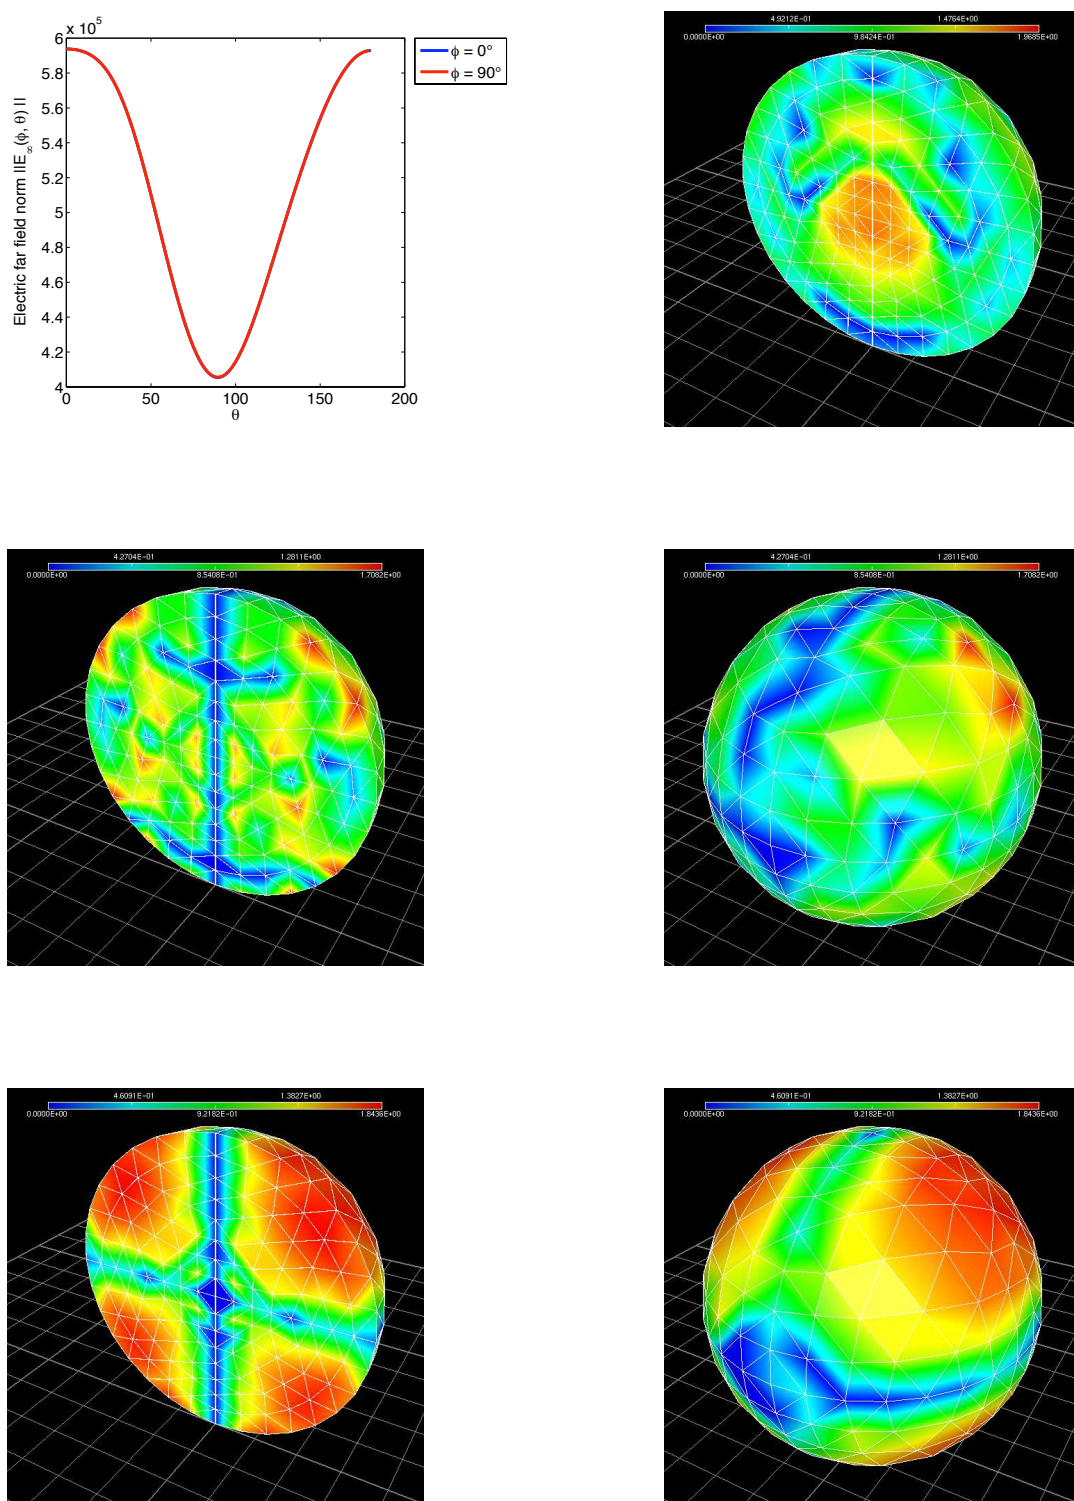 x 10⁵
6
5.8
5.6
5.4
5.2
5
4.8
4.6
4.4
4.2
4
0 50 100 150 200
θ
Electric far field norm ||E∞(ϕ, θ) ||
ϕ = 0°
ϕ = 90°
4.9212E-01 1.4764E+00
0.0000E+00 9.8424E-01 1.9685E+00
4.2704E-01 1.2811E+00
0.0000E+00 8.5408E-01 1.7082E+00
4.2704E-01 1.2811E+00
0.0000E+00 8.5408E-01 1.7082E+00
4.6091E-01 1.3827E+00
0.0000E+00 9.2182E-01 1.8436E+00
4.6091E-01 1.3827E+00
0.0000E+00 9.2182E-01 1.8436E+00